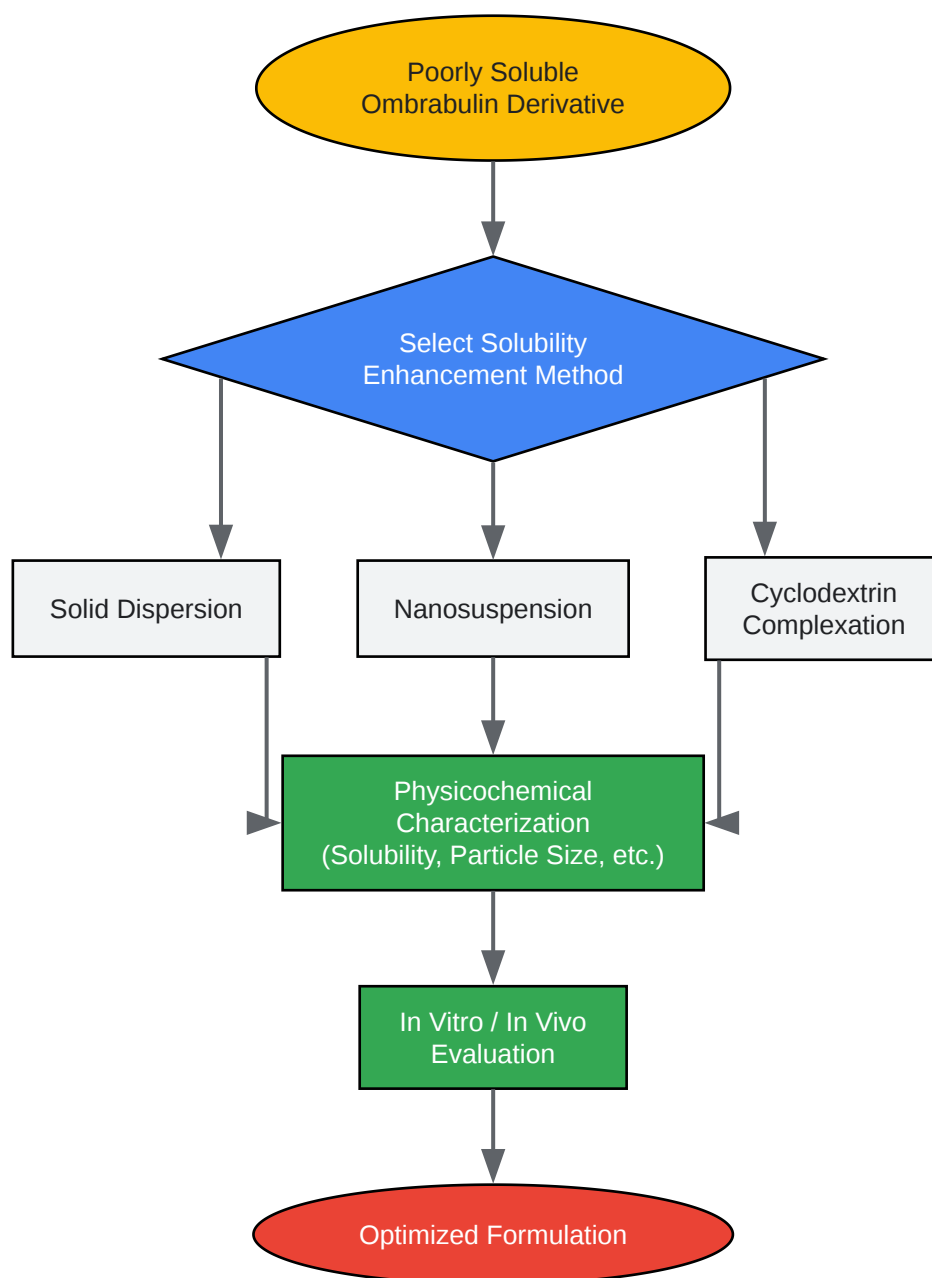 Poorly Soluble
Ombrabulin Derivative
Select Solubility
Enhancement Method
Solid Dispersion
Nanosuspension
Cyclodextrin
Complexation
Physicochemical
Characterization
(Solubility, Particle Size, etc.)
In Vitro / In Vivo
Evaluation
Optimized Formulation